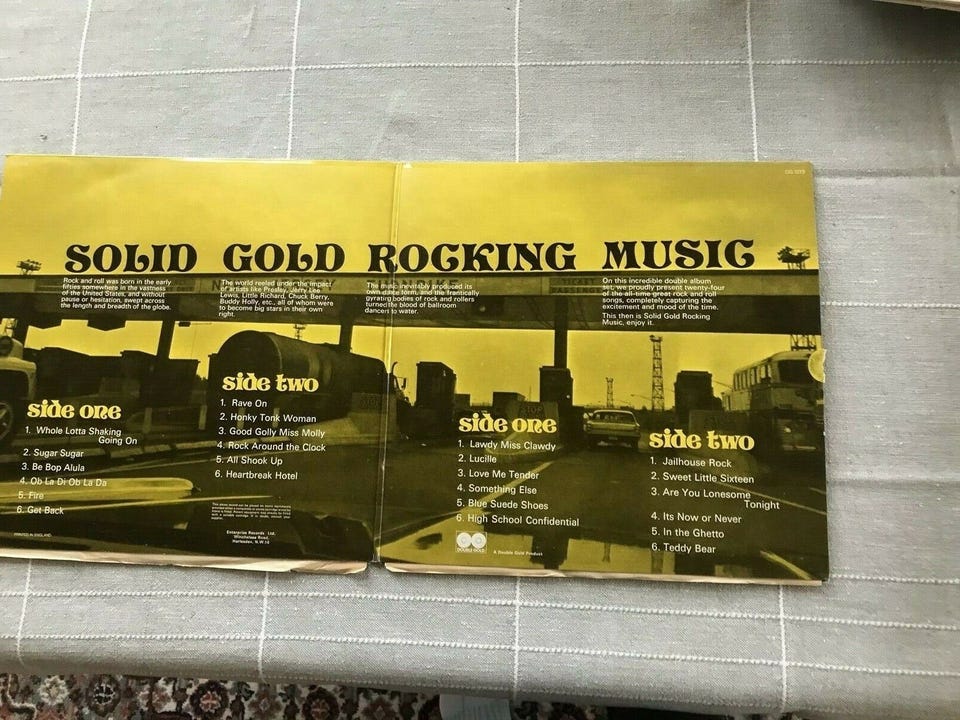 DG 1013
SOLID GOLD ROCKING MUSIC
Rock and roll was born in the early
fifties somewhere in the vastness
of the United States, and without
pause or hesitation, swept across
the length and breadth of the globe.
The world reeled under the impact
of artists like Presley, Jerry Lee
Lewis, Little Richard, Chuck Berry,
Buddy Holly, etc., all of whom were
to become big stars in their own
right.
The music inevitably produced its
own dance form, and the frantically
gyrating bodies of rock and rollers
turned the blood of ballroom
dancers to water.
On this incredible double album
set, we proudly present twenty-four
of the all-time great rock and roll
songs, completely capturing the
excitement and mood of the time.
This then is Solid Gold Rocking
Music, enjoy it.
side one
1. Whole Lotta Shaking
Going On
2. Sugar Sugar
3. Be Bop Alula
4. Ob La Di Ob La Da
5. Fire
6. Get Back
PRINTED IN ENGLAND
side two
1. Rave On
2. Honky Tonk Woman
3. Good Golly Miss Molly
4. Rock Around the Clock
5. All Shook Up
6. Heartbreak Hotel
Enterprise Records Ltd.
Winchelsea Road,
Harlesden, N.W.10
side one
1. Lawdy Miss Clawdy
2. Lucille
3. Love Me Tender
4. Something Else
5. Blue Suede Shoes
6. High School Confidential
DOUBLE GOLD
A Double Gold Product
side two
1. Jailhouse Rock
2. Sweet Little Sixteen
3. Are You Lonesome
Tonight
4. Its Now or Never
5. In the Ghetto
6. Teddy Bear